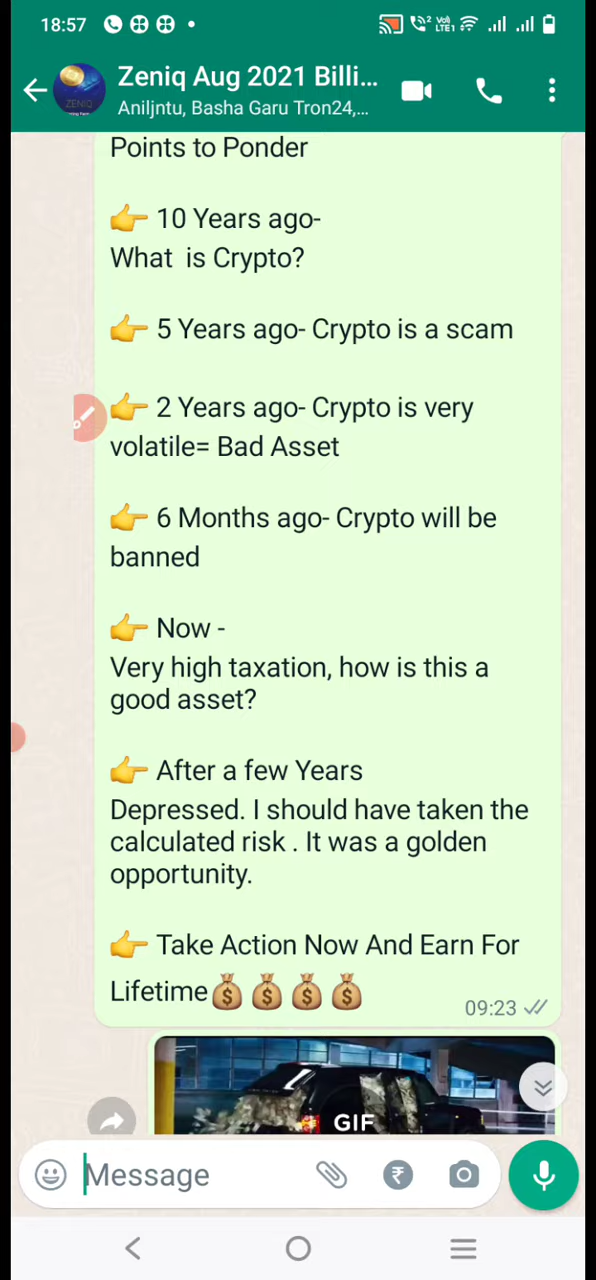 18:57
Vol)
LTE1
Zeniq Aug 2021 Billi...
Aniljntu, Basha Garu Tron24,...
ZENIQ
Points to Ponder
👉 10 Years ago-
What is Crypto?
👉 5 Years ago- Crypto is a scam
👉 2 Years ago- Crypto is very
volatile= Bad Asset
👉 6 Months ago- Crypto will be
banned
👉 Now -
Very high taxation, how is this a
good asset?
👉 After a few Years
Depressed. I should have taken the
calculated risk . It was a golden
opportunity.
👉 Take Action Now And Earn For
Lifetime💰💰💰💰
09:23
GIF
Message